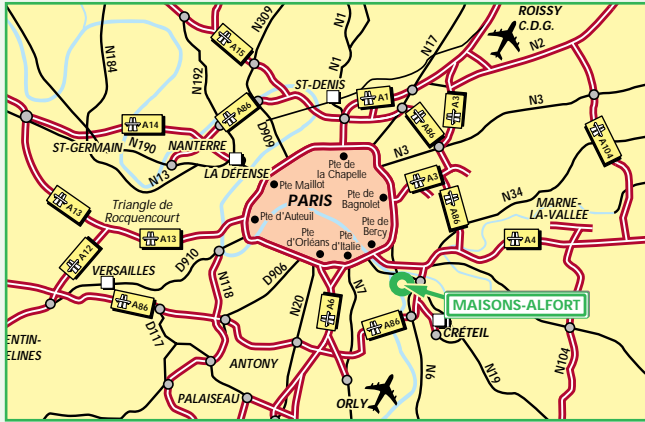 ROISSY
C.D.G.
N309
N1
N1
N17
N2
A15
N184
N192
ST-DENIS
A1
A3
N3
A86
A86
A104
A14
D909
ST-GERMAIN
N190
NANTERRE
N13
LA DÉFENSE
Pte de
la Chapelle
N3
A3
Pte Maillot
PARIS
Pte de
Bagnolet
N34
MARNE-
LA-VALLEE
A13
Triangle de
Rocquencourt
Pte d'Auteuil
Pte de
Bercy
A86
Pte
d'Orléans
Pte
d'Italie
A13
A4
A12
D910
VERSAILLES
N118
D906
N20
A6
N7
MAISONS-ALFORT
A86
D117
A86
CRÉTEIL
ENTIN-
ELINES
ANTONY
N6
N19
N104
PALAISEAU
ORLY